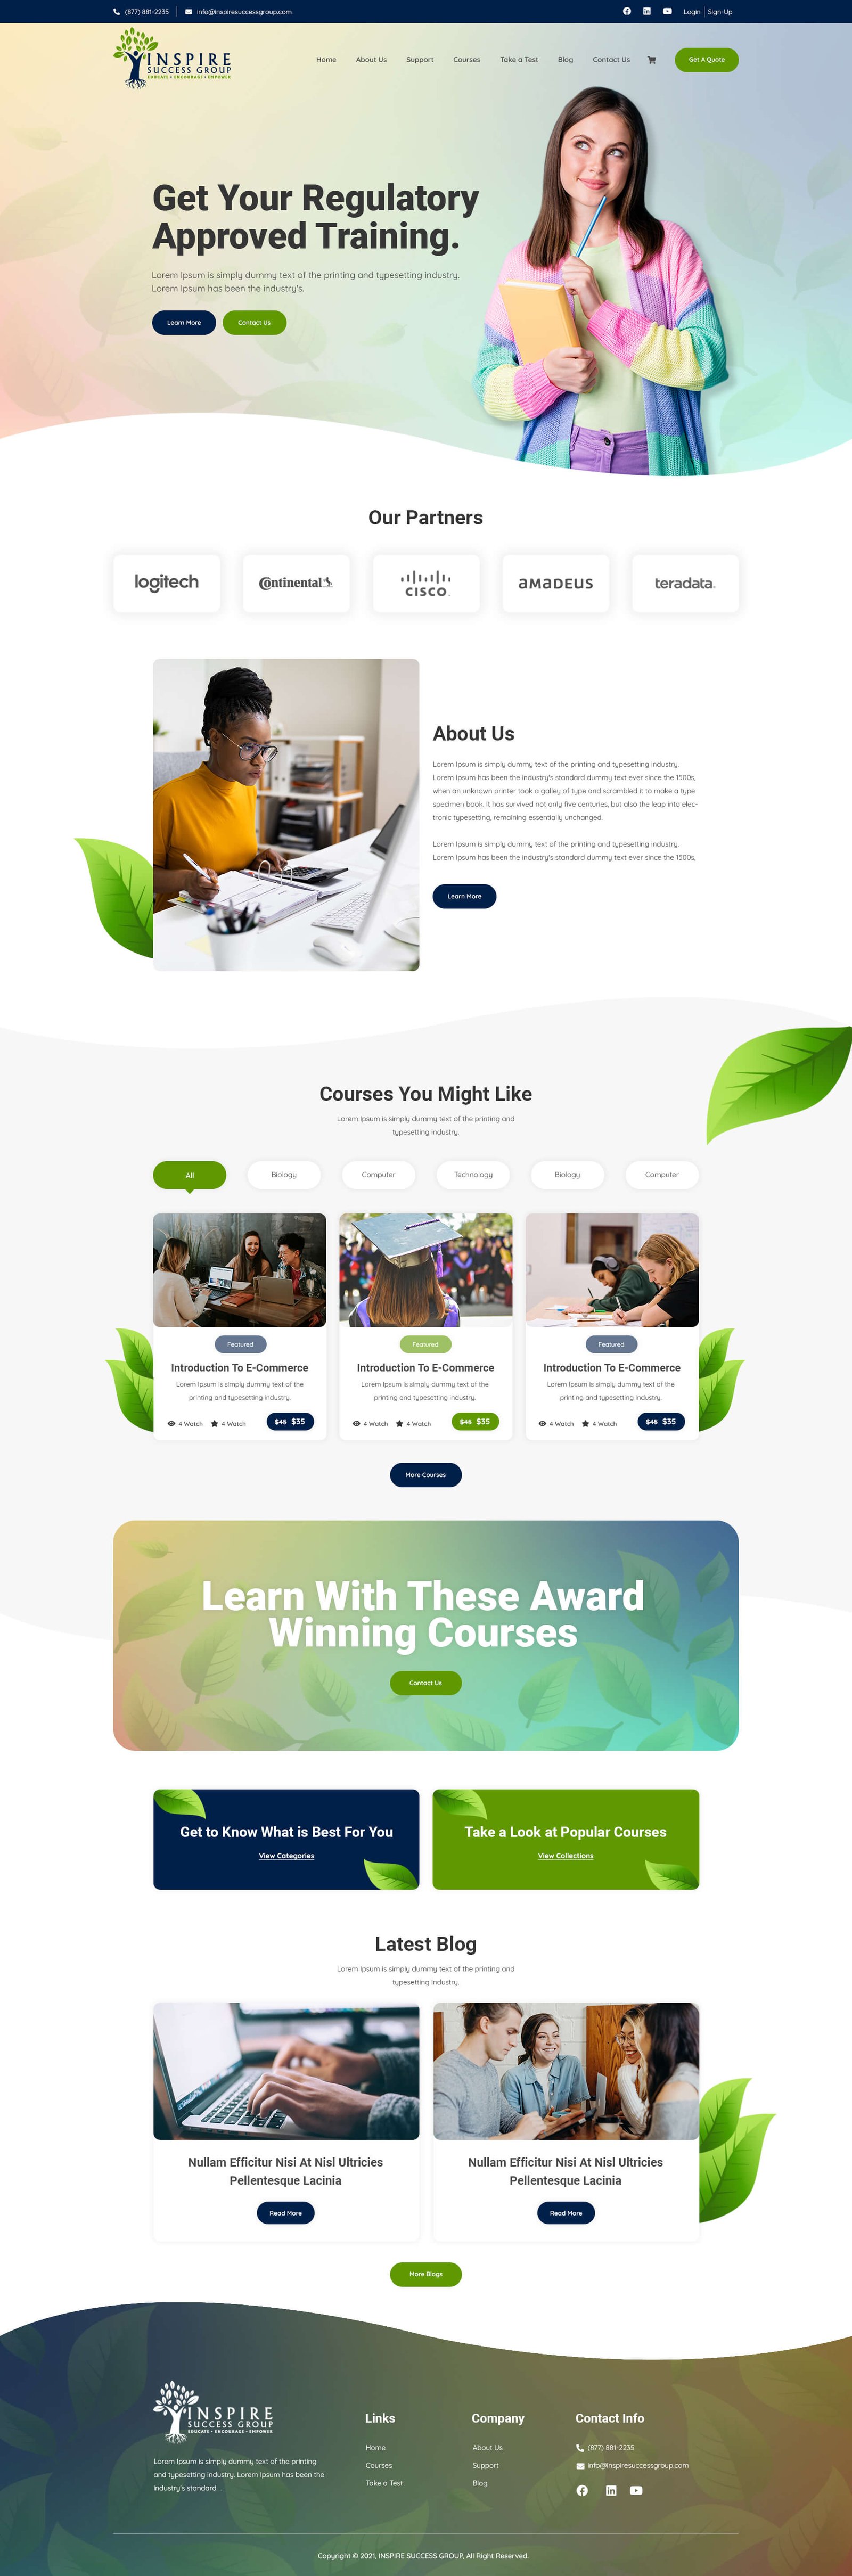 (877) 881-2235
info@inspiresuccessgroup.com
Login
Sign-Up
INSPIRE
SUCCESS GROUP
EDUCATE • ENCOURAGE • EMPOWER
Home
About Us
Support
Courses
Take a Test
Blog
Contact Us
Get A Quote
Get Your Regulatory
Approved Training.
Lorem Ipsum is simply dummy text of the printing and typesetting industry.
Lorem Ipsum has been the industry's.
Learn More
Contact Us
Our Partners
logitech
Continental
CISCO
amadeus
teradata.
About Us
Lorem Ipsum is simply dummy text of the printing and typesetting industry.
Lorem Ipsum has been the industry's standard dummy text ever since the 1500s,
when an unknown printer took a galley of type and scrambled it to make a type
specimen book. It has survived not only five centuries, but also the leap into elec-
tronic typesetting, remaining essentially unchanged.
Lorem Ipsum is simply dummy text of the printing and typesetting industry.
Lorem Ipsum has been the industry's standard dummy text ever since the 1500s,
Learn More
Courses You Might Like
Lorem Ipsum is simply dummy text of the printing and
typesetting industry.
All
Biology
Computer
Technology
Biology
Computer
Featured
Introduction To E-Commerce
Lorem Ipsum is simply dummy text of the
printing and typesetting industry.
4 Watch
4 Watch
$45 $35
Featured
Introduction To E-Commerce
Lorem Ipsum is simply dummy text of the
printing and typesetting industry.
4 Watch
4 Watch
$45 $35
Featured
Introduction To E-Commerce
Lorem Ipsum is simply dummy text of the
printing and typesetting industry.
4 Watch
4 Watch
$45 $35
More Courses
Learn With These Award
Winning Courses
Contact Us
Get to Know What is Best For You
View Categories
Take a Look at Popular Courses
View Collections
Latest Blog
Lorem Ipsum is simply dummy text of the printing and
typesetting industry.
Nullam Efficitur Nisi At Nisl Ultricies
Pellentesque Lacinia
Read More
Nullam Efficitur Nisi At Nisl Ultricies
Pellentesque Lacinia
Read More
More Blogs
INSPIRE
SUCCESS GROUP
EDUCATE • ENCOURAGE • EMPOWER
Lorem Ipsum is simply dummy text of the printing
and typesetting industry. Lorem Ipsum has been the
industry's standard ...
Links
Home
Courses
Take a Test
Company
About Us
Support
Blog
Contact Info
(877) 881-2235
info@inspiresuccessgroup.com
Copyright © 2021, INSPIRE SUCCESS GROUP, All Right Reserved.